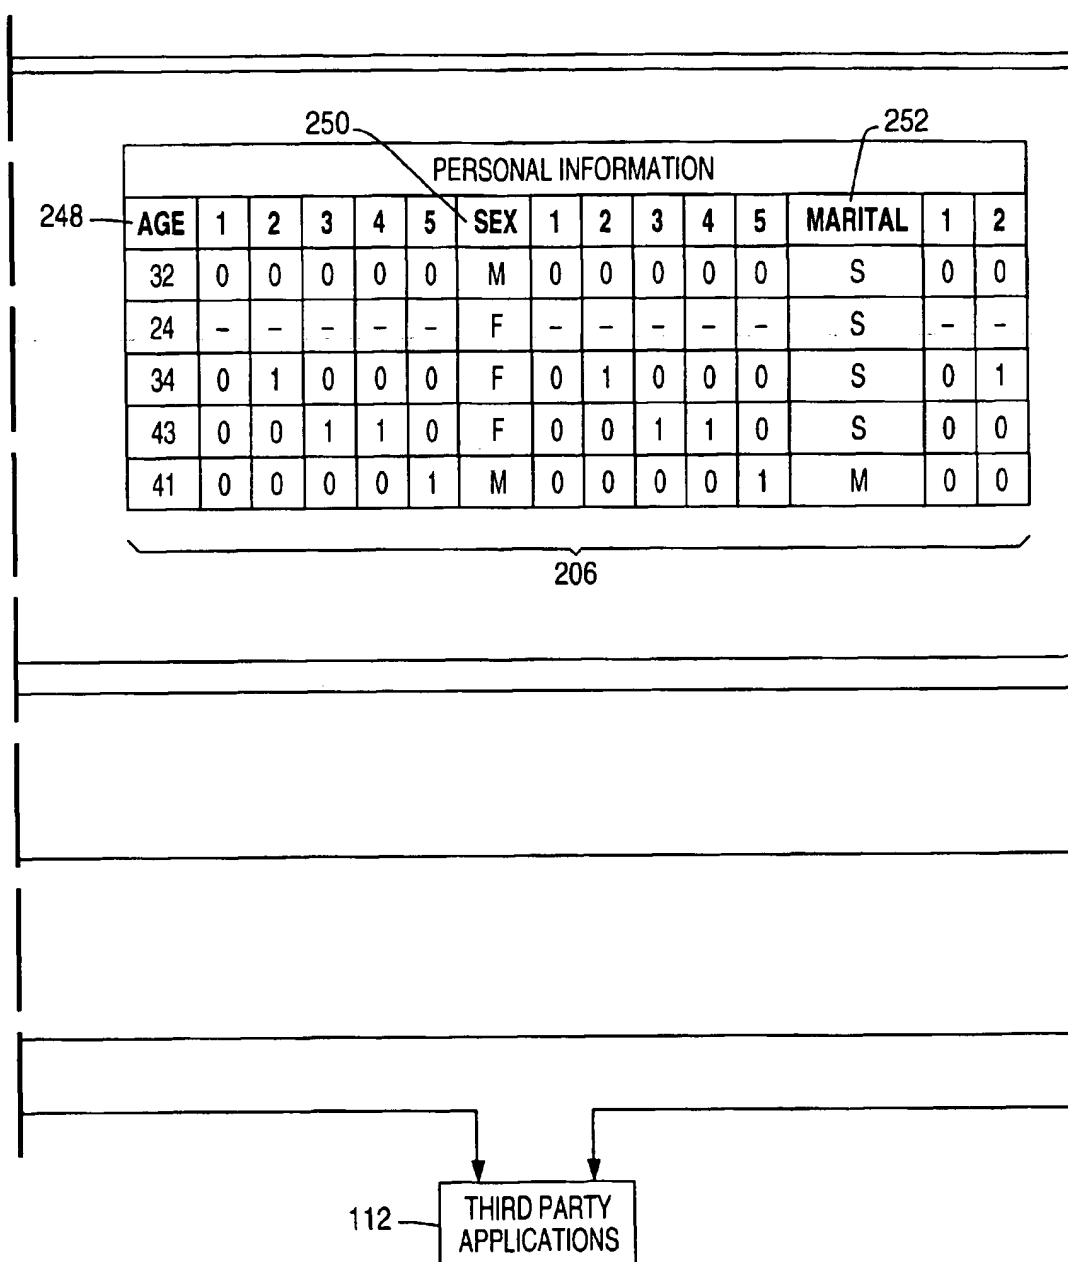 250 252
PERSONAL INFORMATION
248 AGE 1 2 3 4 5 SEX 1 2 3 4 5 MARITAL 1 2
32 0 0 0 0 0 M 0 0 0 0 0 S 0 0
24 – – – – – F – – – – – S – –
34 0 1 0 0 0 F 0 1 0 0 0 S 0 1
43 0 0 1 1 0 F 0 0 1 1 0 S 0 0
41 0 0 0 0 1 M 0 0 0 0 1 M 0 0
206
112 THIRD PARTY
APPLICATIONS